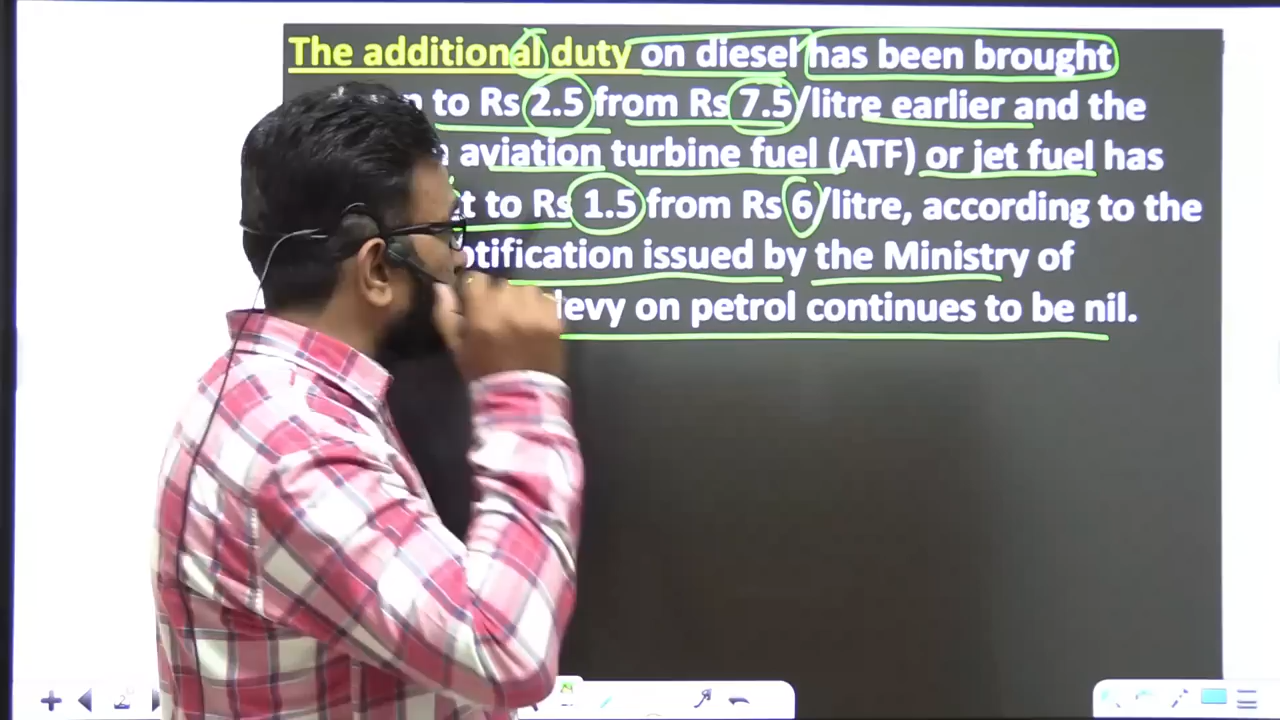 The additional duty on diesel has been brought
to Rs 2.5 from Rs 7.5/litre earlier and the
aviation turbine fuel (ATF) or jet fuel has
to Rs 1.5 from Rs 6/litre, according to the
issued by the Ministry of
levy on petrol continues to be nil.